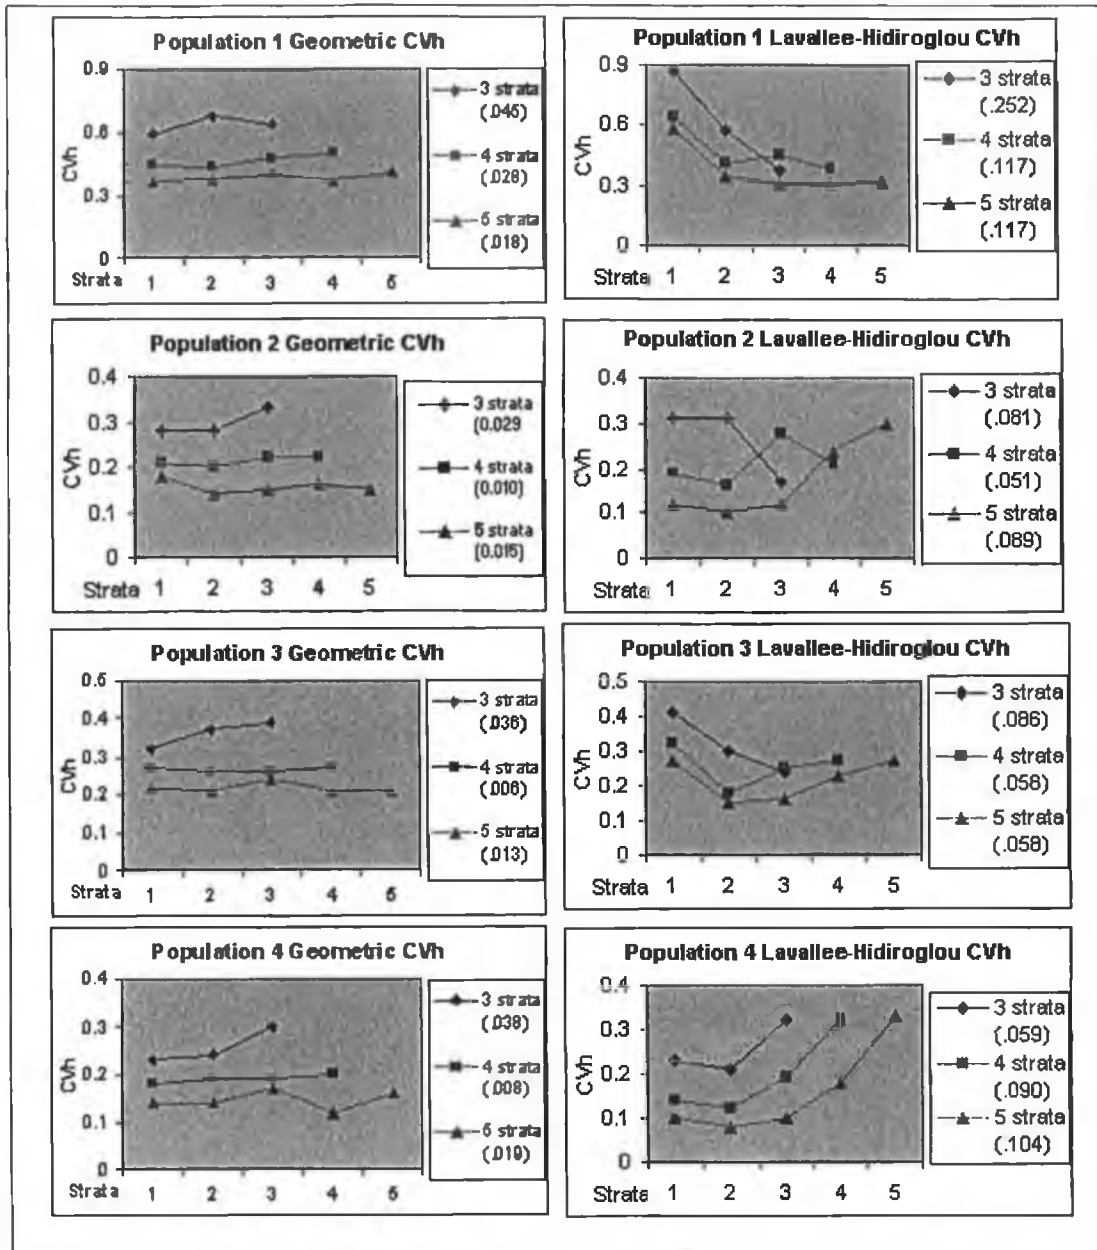 Population 1 Geometric CVh
0.9
0.6
0.3
0
CVh
Strata 1 2 3 4 5
3 strata
(.045)
4 strata
(.028)
5 strata
(.018)
Population 1 Lavallee-Hidiroglou CVh
0.9
0.6
0.3
0
CVh
Strata 1 2 3 4 5
3 strata
(.252)
4 strata
(.117)
5 strata
(.117)
Population 2 Geometric CVh
0.4
0.3
0.2
0.1
0
CVh
Strata 1 2 3 4 5
3 strata
(0.029
4 strata
(0.010)
5 strata
(0.015)
Population 2 Lavallee-Hidiroglou CVh
0.4
0.3
0.2
0.1
0
CVh
Strata 1 2 3 4 5
3 strata
(.081)
4 strata
(.051)
5 strata
(.089)
Population 3 Geometric CVh
0.5
0.4
0.3
0.2
0.1
0
CVh
Strata 1 2 3 4 5
3 strata
(.036)
4 strata
(.006)
5 strata
(.013)
Population 3 Lavallee-Hidiroglou CVh
0.5
0.4
0.3
0.2
0.1
0
CVh
Strata 1 2 3 4 5
3 strata
(.086)
4 strata
(.058)
5 strata
(.058)
Population 4 Geometric CVh
0.4
0.3
0.2
0.1
0
CVh
Strata 1 2 3 4 5
3 strata
(.038)
4 strata
(.008)
5 strata
(.019)
Population 4 Lavallee-Hidiroglou CVh
0.4
0.3
0.2
0.1
0
CVh
Strata 1 2 3 4 5
3 strata
(.059)
4 strata
(.090)
5 strata
(.104)